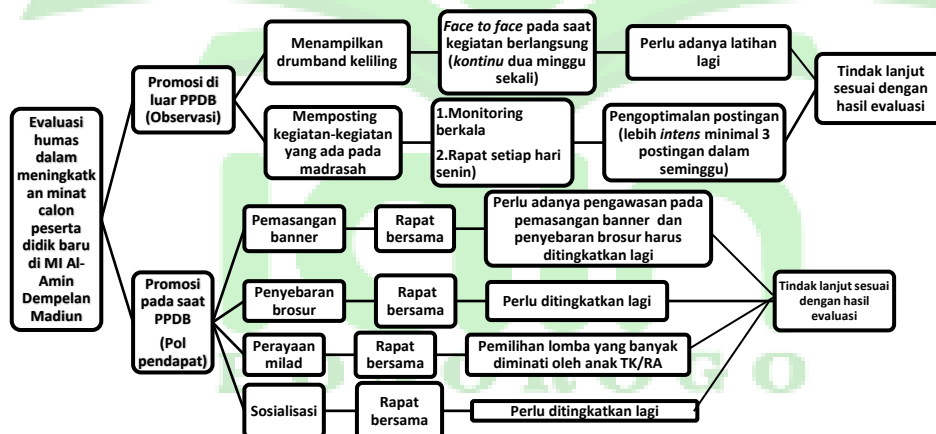 Evaluasi
humas
dalam
meningkatk
an minat
calon
peserta
didik baru
di MI Al-
Amin
Dempelan
Madiun
Promosi di
luar PPDB
(Observasi)
Menampilkan
drumband keliling
Face to face pada saat
kegiatan berlangsung
(kontinu dua minggu
sekali)
Perlu adanya latihan
lagi
Memposting
kegiatan-kegiatan
yang ada pada
madrasah
1.Monitoring
berkala
2.Rapat setiap hari
senin)
Pengoptimalan postingan
(lebih intens minimal 3
postingan dalam
seminggu)
Tindak lanjut
sesuai dengan
hasil evaluasi
Promosi
pada saat
PPDB
(Pol
pendapat)
Pemasangan
banner
Rapat
bersama
Perlu adanya pengawasan pada
pemasangan banner dan
penyebaran brosur harus
ditingkatkan lagi
Penyebaran
brosur
Rapat
bersama
Perlu ditingkatkan lagi
Perayaan
milad
Rapat
bersama
Pemilihan lomba yang banyak
diminati oleh anak TK/RA
Sosialisasi
Rapat
bersama
Perlu ditingkatkan lagi
Tindak lanjut sesuai
dengan hasil
evaluasi